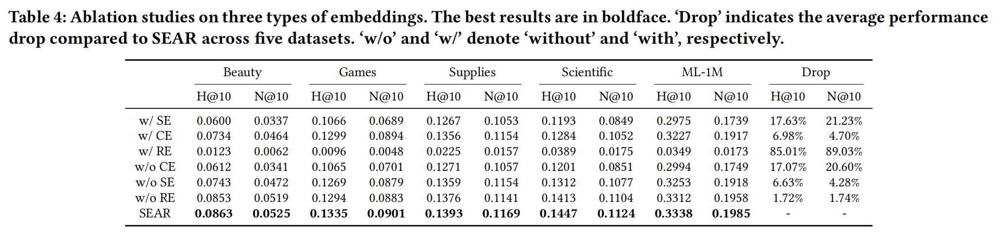 Table 4: Ablation studies on three types of embeddings. The best results are in boldface. ‘Drop’ indicates the average performance
drop compared to SEAR across five datasets. ‘w/o’ and ‘w/’ denote ‘without’ and ‘with’, respectively.
Beauty Games Supplies Scientific ML-1M Drop
H@10 N@10 H@10 N@10 H@10 N@10 H@10 N@10 H@10 N@10 H@10 N@10
w/ SE 0.0600 0.0337 0.1066 0.0689 0.1267 0.1053 0.1193 0.0849 0.2975 0.1739 17.63% 21.23%
w/ CE 0.0734 0.0464 0.1299 0.0894 0.1356 0.1154 0.1284 0.1052 0.3227 0.1917 6.98% 4.70%
w/ RE 0.0123 0.0062 0.0096 0.0048 0.0225 0.0157 0.0389 0.0175 0.0349 0.0173 85.01% 89.03%
w/o CE 0.0612 0.0341 0.1065 0.0701 0.1271 0.1057 0.1201 0.0851 0.2994 0.1749 17.07% 20.60%
w/o SE 0.0743 0.0472 0.1269 0.0879 0.1359 0.1154 0.1312 0.1077 0.3253 0.1918 6.63% 4.28%
w/o RE 0.0853 0.0519 0.1294 0.0883 0.1376 0.1141 0.1413 0.1104 0.3312 0.1958 1.72% 1.74%
SEAR 0.0863 0.0525 0.1335 0.0901 0.1393 0.1169 0.1447 0.1124 0.3338 0.1985 - -